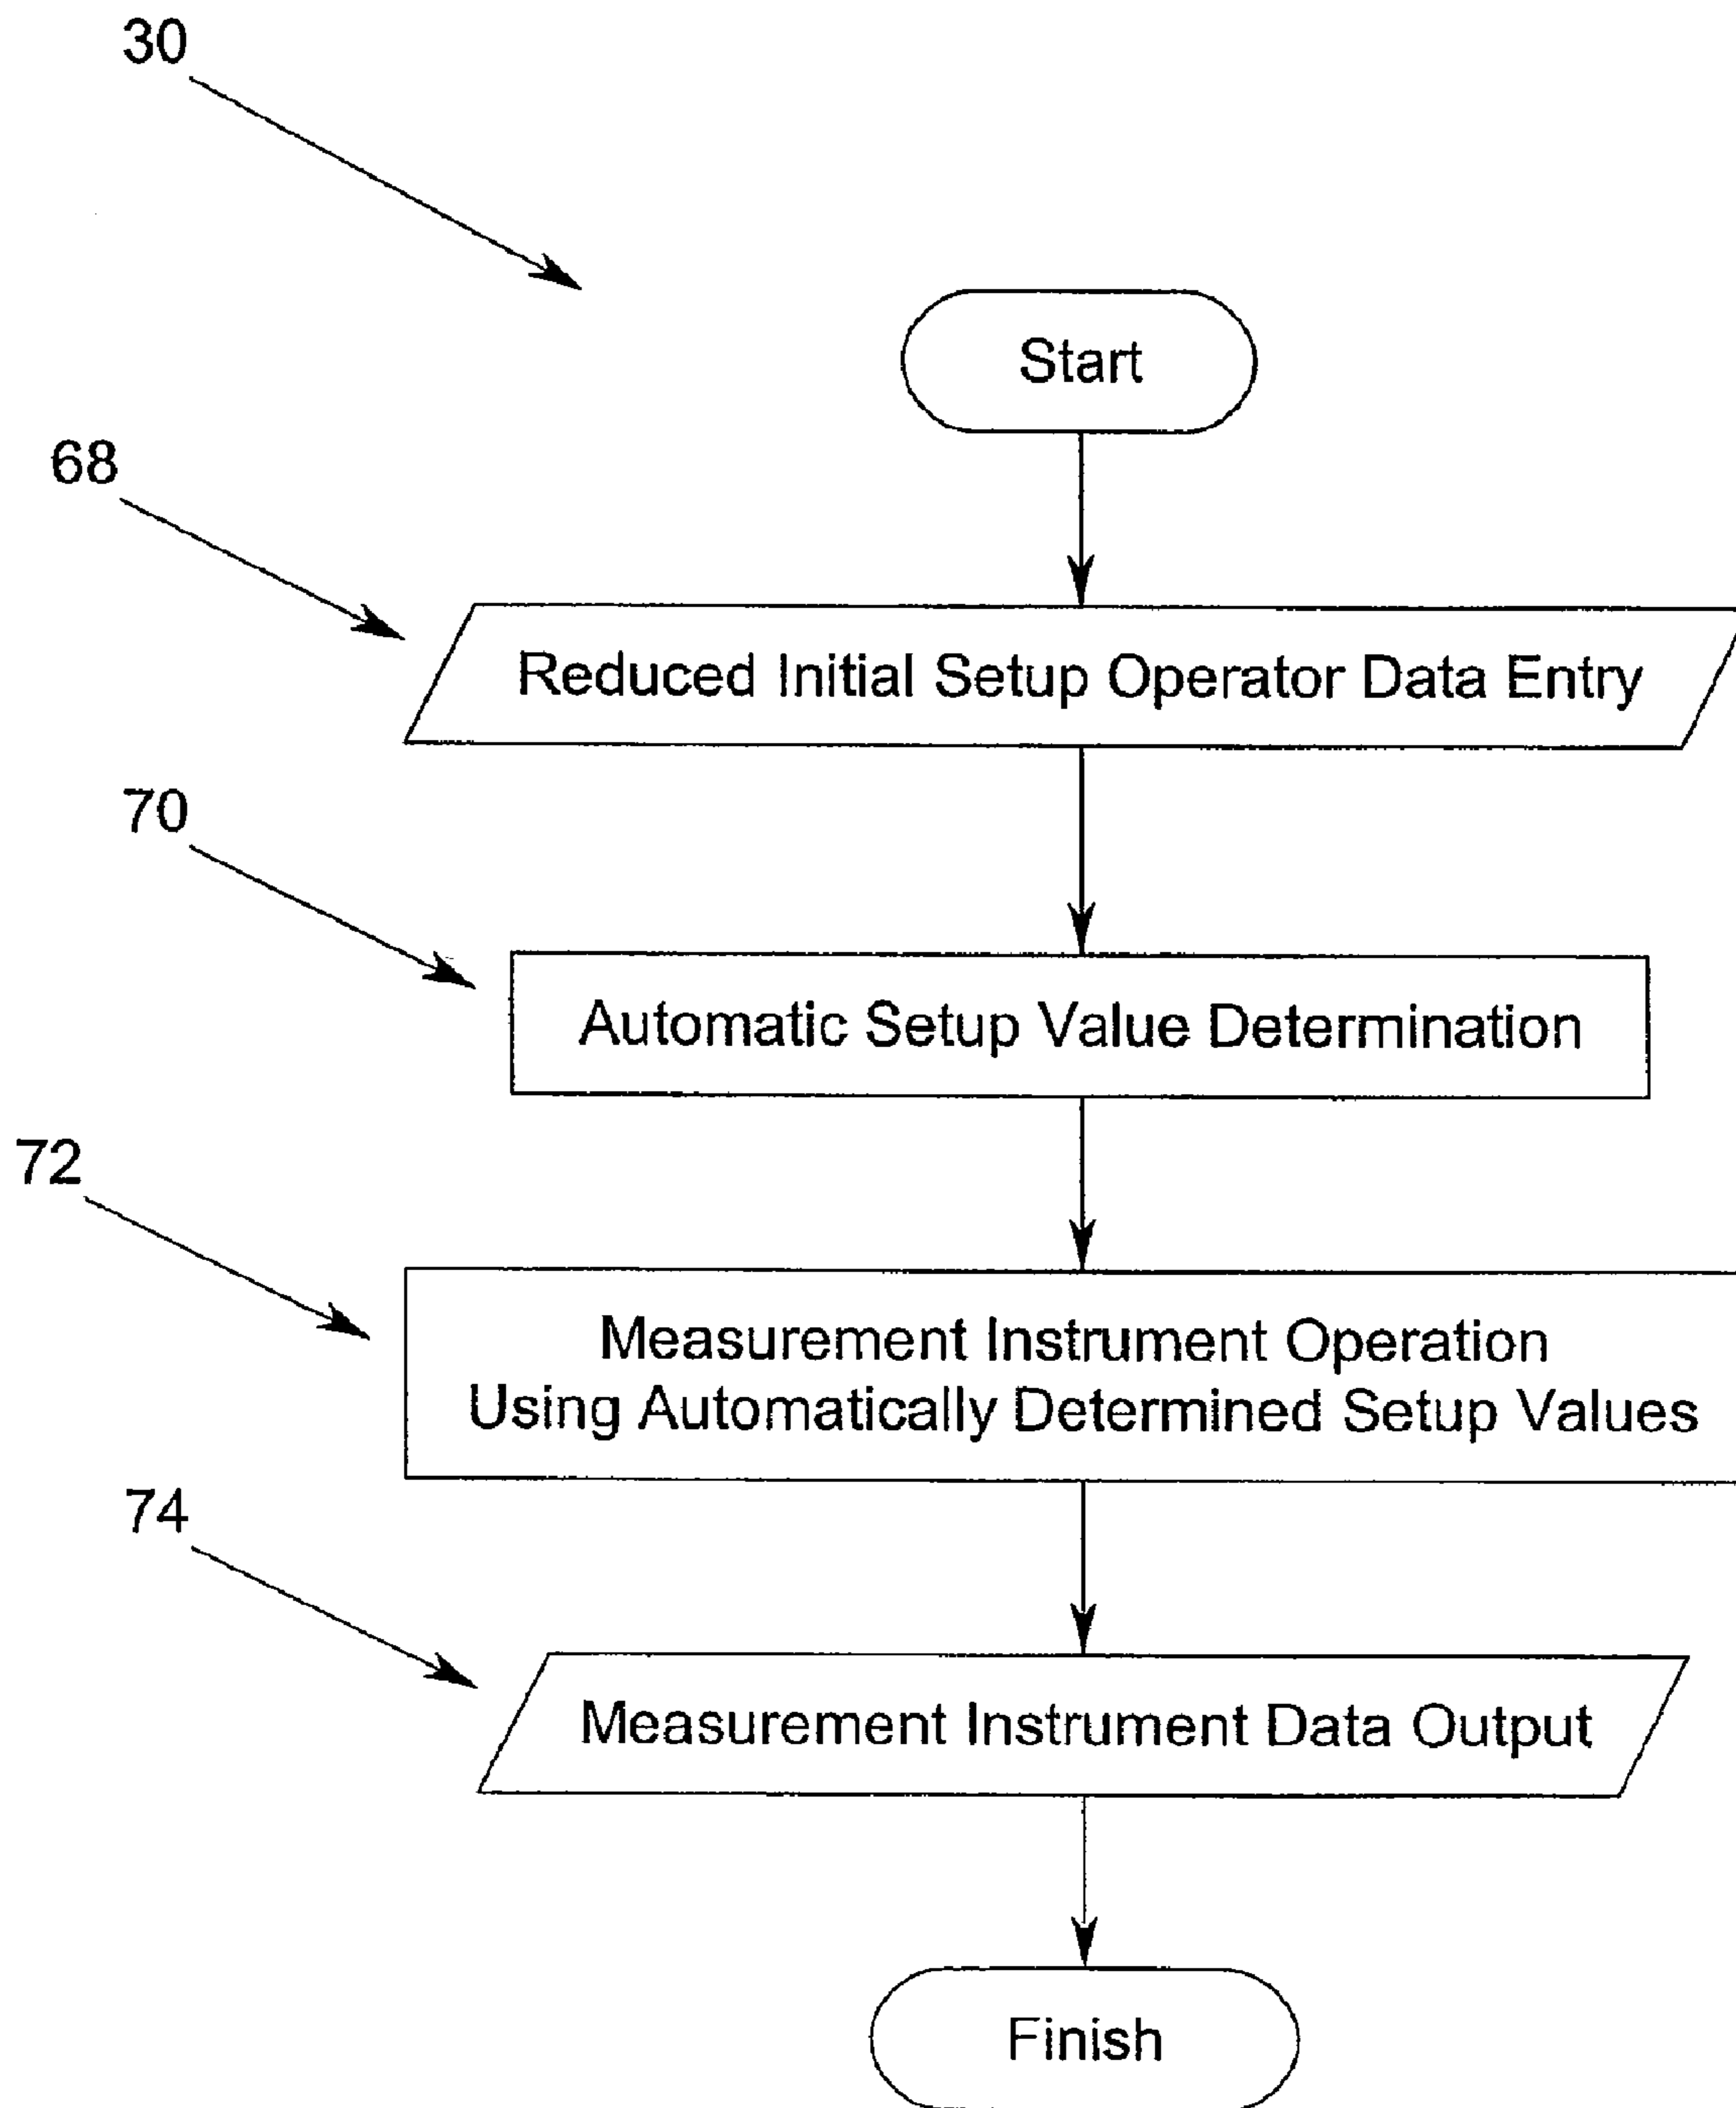 30
Start
68
Reduced Initial Setup Operator Data Entry
70
Automatic Setup Value Determination
72
Measurement Instrument Operation
Using Automatically Determined Setup Values
74
Measurement Instrument Data Output
Finish